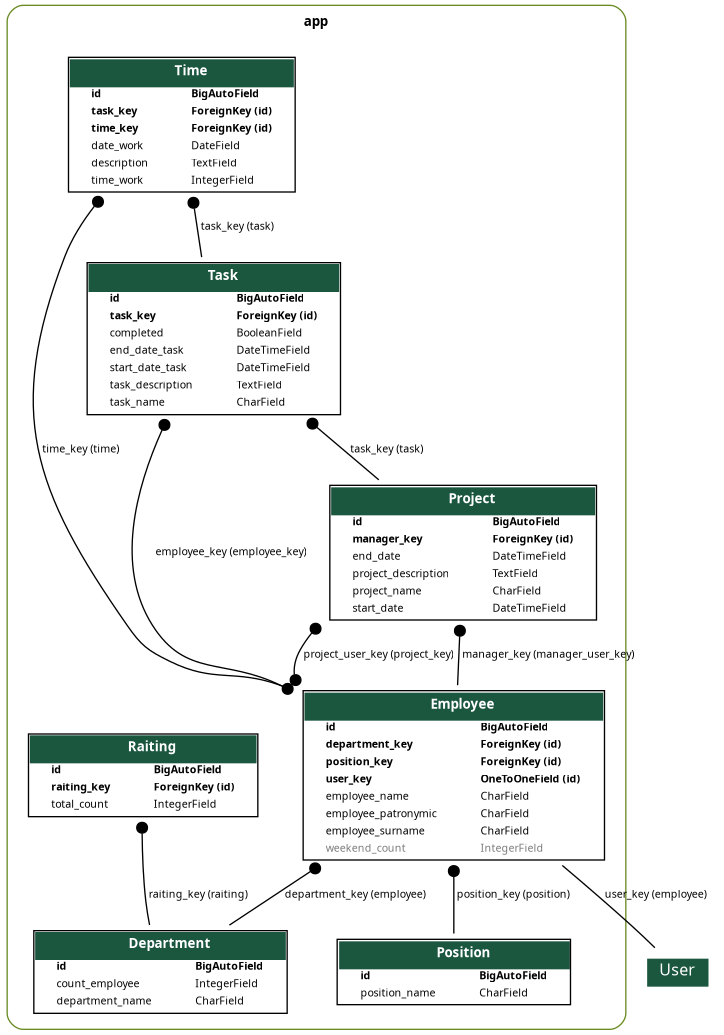 app
Time
id BigAutoField
task_key ForeignKey (id)
time_key ForeignKey (id)
date_work DateField
description TextField
time_work IntegerField
task_key (task)
Task
id BigAutoField
task_key ForeignKey (id)
completed BooleanField
end_date_task DateTimeField
start_date_task DateTimeField
task_description TextField
task_name CharField
time_key (time)
task_key (task)
Project
id BigAutoField
manager_key ForeignKey (id)
end_date DateTimeField
project_description TextField
project_name CharField
start_date DateTimeField
employee_key (employee_key)
project_user_key (project_key)
manager_key (manager_user_key)
Employee
id BigAutoField
department_key ForeignKey (id)
position_key ForeignKey (id)
user_key OneToOneField (id)
employee_name CharField
employee_patronymic CharField
employee_surname CharField
weekend_count IntegerField
Raiting
id BigAutoField
raiting_key ForeignKey (id)
total_count IntegerField
raiting_key (raiting)
department_key (employee)
position_key (position)
user_key (employee)
Department
id BigAutoField
count_employee IntegerField
department_name CharField
Position
id BigAutoField
position_name CharField
User